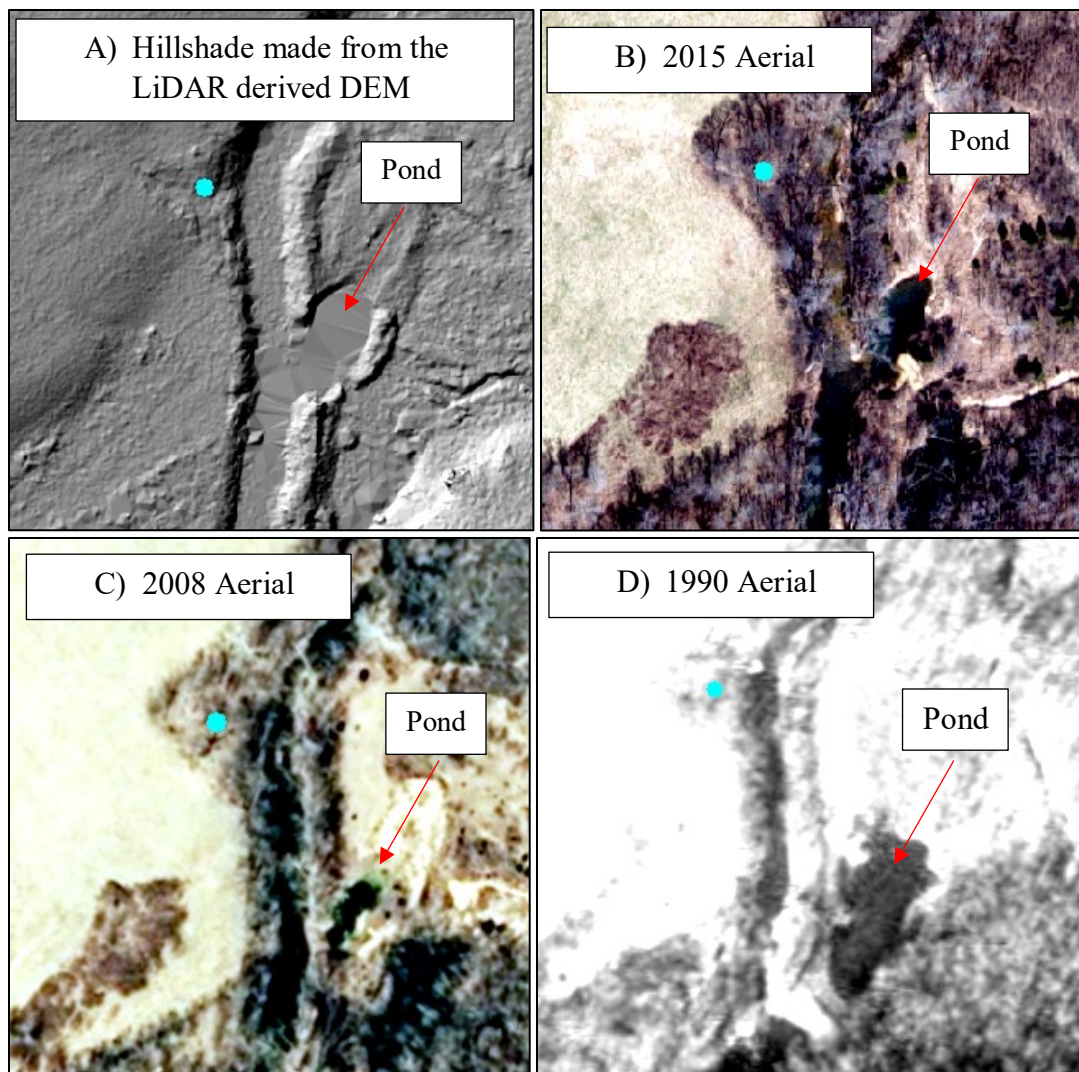 A) Hillshade made from the
LiDAR derived DEM
Pond
B) 2015 Aerial
Pond
C) 2008 Aerial
Pond
D) 1990 Aerial
Pond